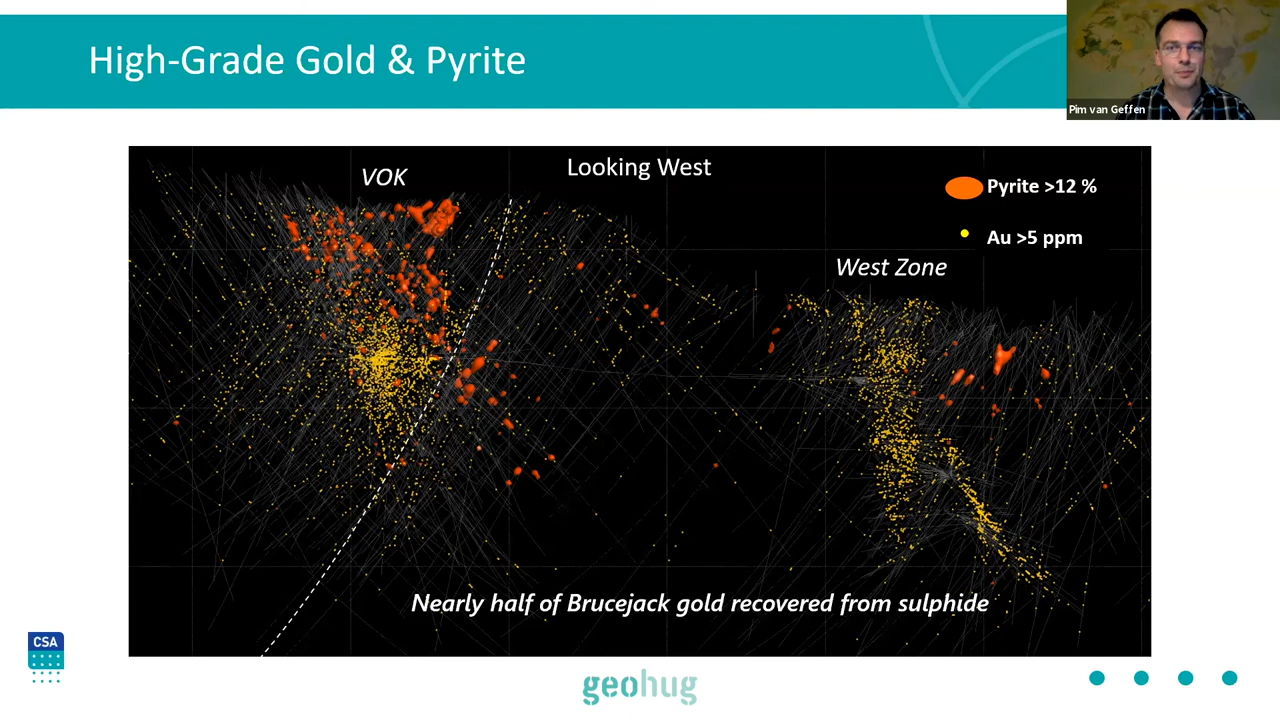 High-Grade Gold & Pyrite
Pim van Geffen
VOK
Looking West
Pyrite >12 %
Au >5 ppm
West Zone
Nearly half of Brucejack gold recovered from sulphide
CSA
geohug